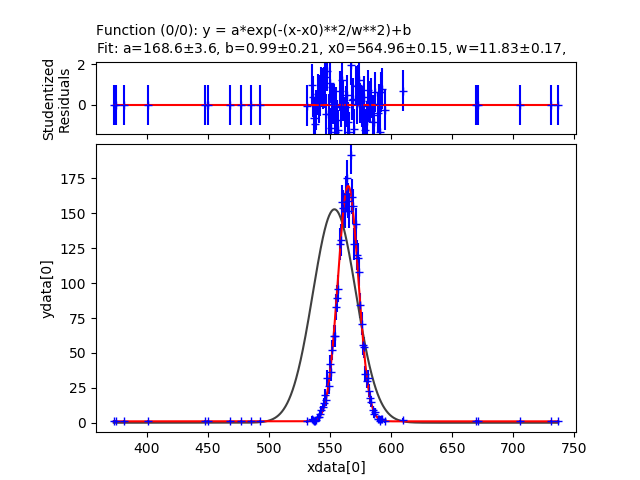 Function (0/0): y = a*exp(-(x-x0)**2/w**2)+b
Fit: a=168.6±3.6, b=0.99±0.21, x0=564.96±0.15, w=11.83±0.17,
Studentized
Residuals
2
0
ydata[0]
175
150
125
100
75
50
25
0
400 450 500 550 600 650 700 750
xdata[0]